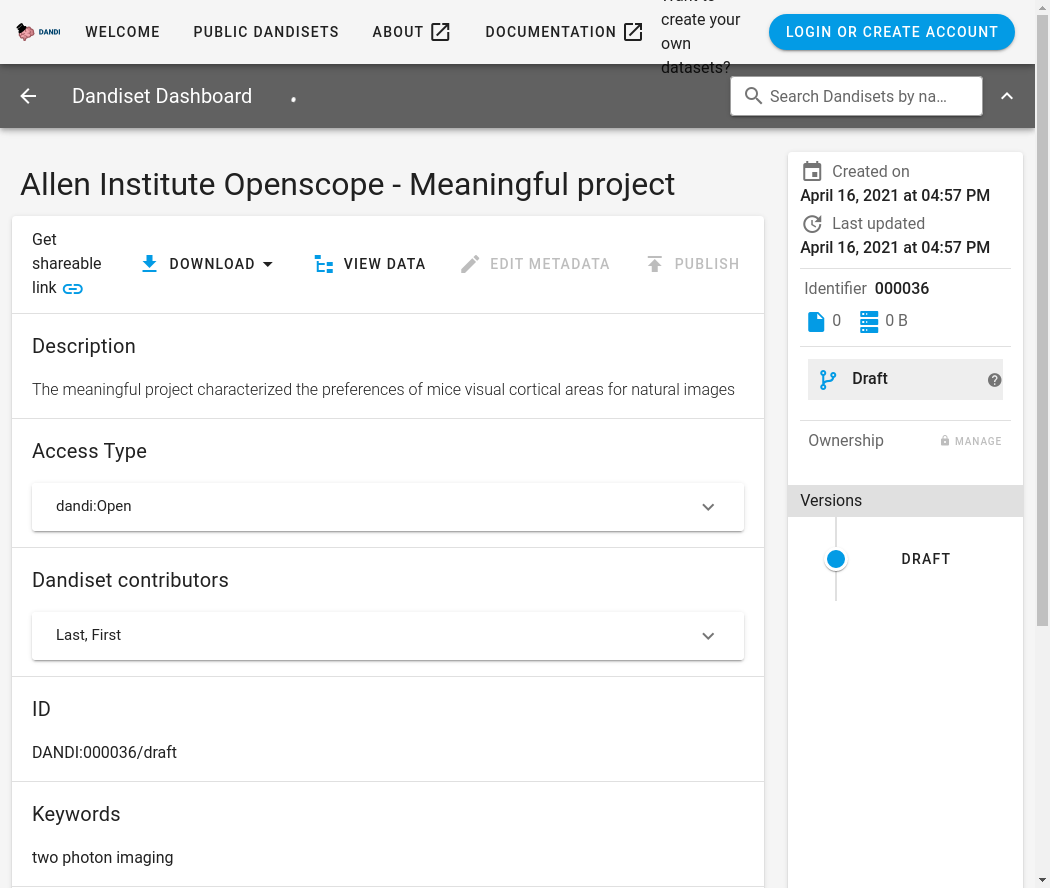 DANDI
WELCOME
PUBLIC DANDISETS
ABOUT
DOCUMENTATION
create your
own
datasets?
LOGIN OR CREATE ACCOUNT
Dandiset Dashboard
Search Dandisets by na…
Allen Institute Openscope - Meaningful project
Get
shareable
link
DOWNLOAD
VIEW DATA
EDIT METADATA
PUBLISH
Description
The meaningful project characterized the preferences of mice visual cortical areas for natural images
Access Type
dandi:Open
Dandiset contributors
Last, First
ID
DANDI:000036/draft
Keywords
two photon imaging
Created on
April 16, 2021 at 04:57 PM
Last updated
April 16, 2021 at 04:57 PM
Identifier 000036
0
0 B
Draft
?
Ownership
MANAGE
Versions
DRAFT